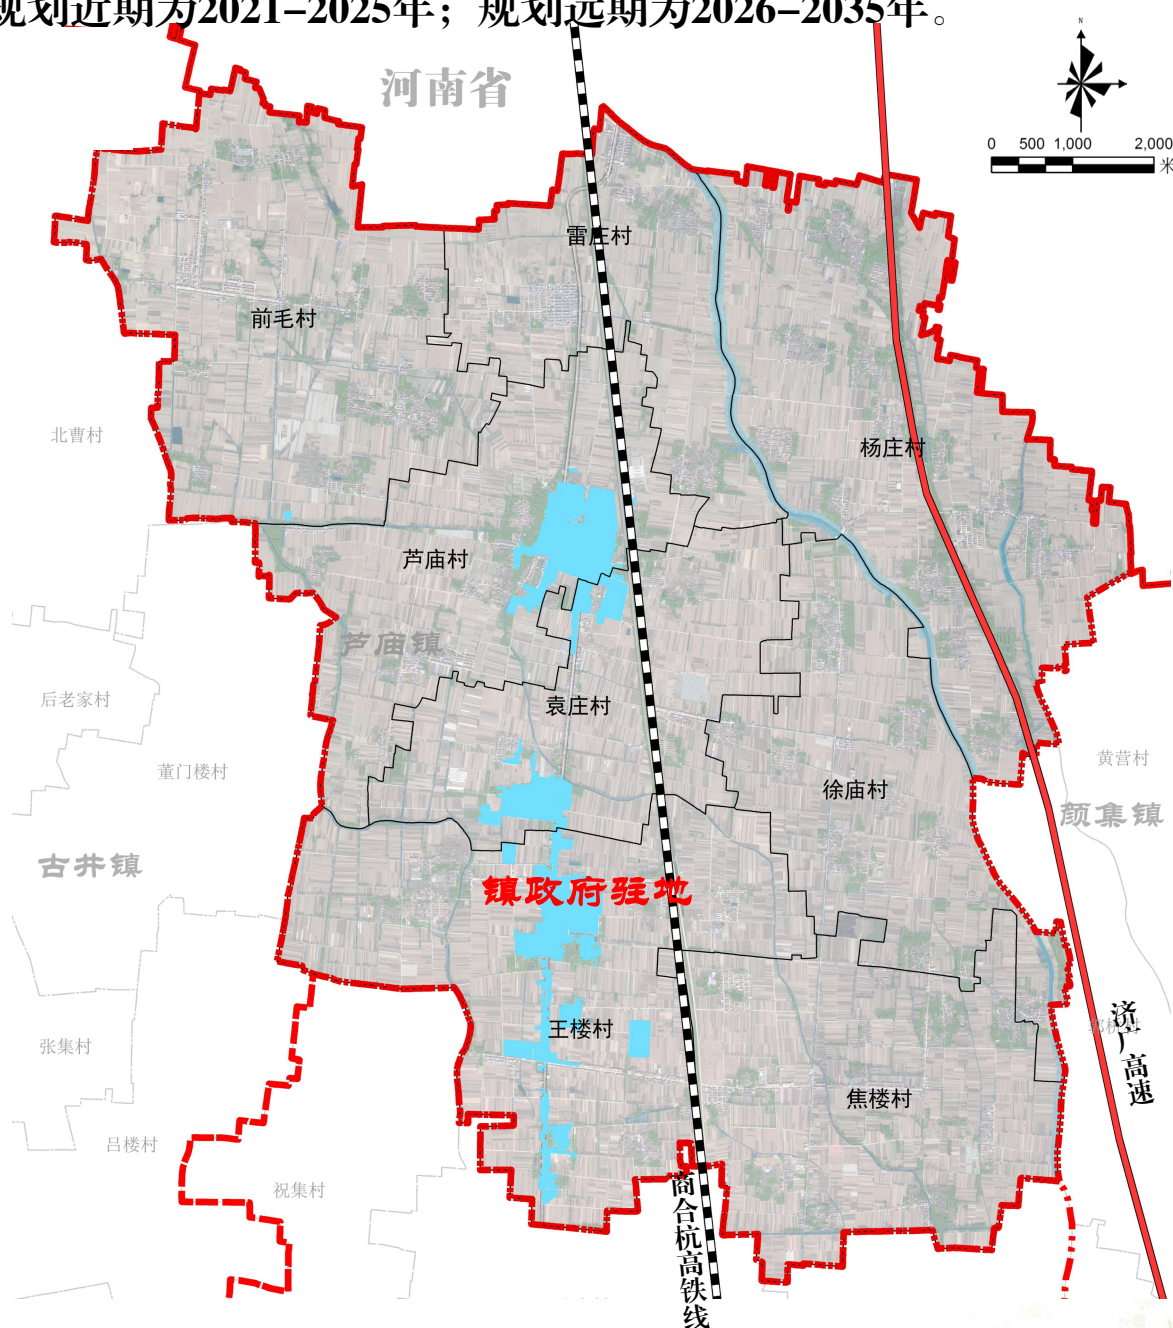 规划近期为2021-2025年；规划远期为2026-2035年。
河南省
N
0 500 1,000 2,000
米
雷庄村
前毛村
北曹村
杨庄村
芦庙村
芦庙镇
后老家村
袁庄村
董门楼村
黄营村
徐庙村
颜集镇
古井镇
镇政府驻地
济广高速
王楼村
张集村
焦楼村
吕楼村
祝集村
商合杭高铁线